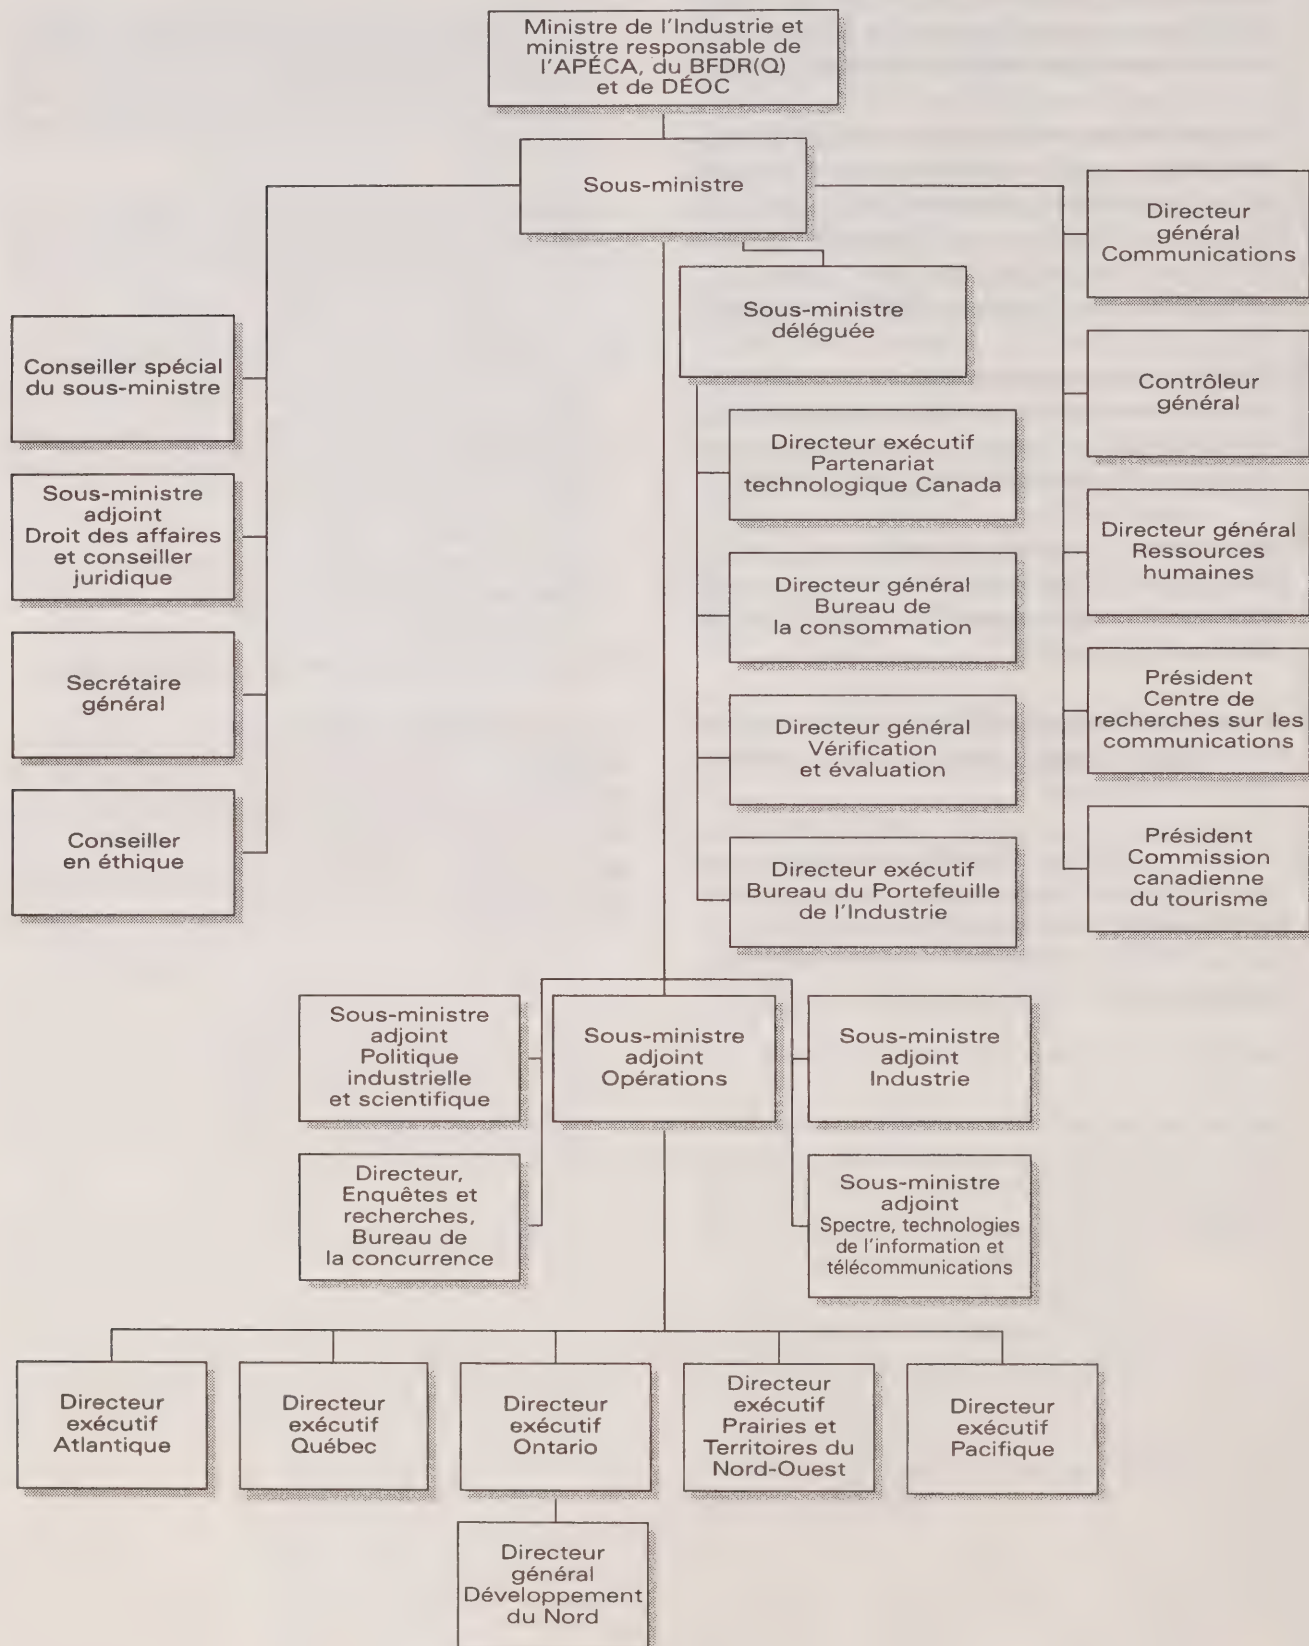 Ministre de l'Industrie et
ministre responsable de
l'APÉCA, du BFDR(Q)
et de DÉOC
Sous-ministre
Conseiller spécial
du sous-ministre
Sous-ministre
adjoint
Droit des affaires
et conseiller
juridique
Secrétaire
général
Conseiller
en éthique
Sous-ministre
déléguée
Directeur exécutif
Partenariat
technologique Canada
Directeur général
Bureau de
la consommation
Directeur général
Vérification
et évaluation
Directeur exécutif
Bureau du Portefeuille
de l'Industrie
Directeur
général
Communications
Contrôleur
général
Directeur général
Ressources
humaines
Président
Centre de
recherches sur les
communications
Président
Commission
canadienne
du tourisme
Sous-ministre
adjoint
Politique
industrielle
et scientifique
Sous-ministre
adjoint
Opérations
Sous-ministre
adjoint
Industrie
Directeur,
Enquêtes et
recherches,
Bureau de
la concurrence
Sous-ministre
adjoint
Spectre, technologies
de l'information et
télécommunications
Directeur
exécutif
Atlantique
Directeur
exécutif
Québec
Directeur
exécutif
Ontario
Directeur
exécutif
Prairies et
Territoires du
Nord-Ouest
Directeur
exécutif
Pacifique
Directeur
général
Développement
du Nord